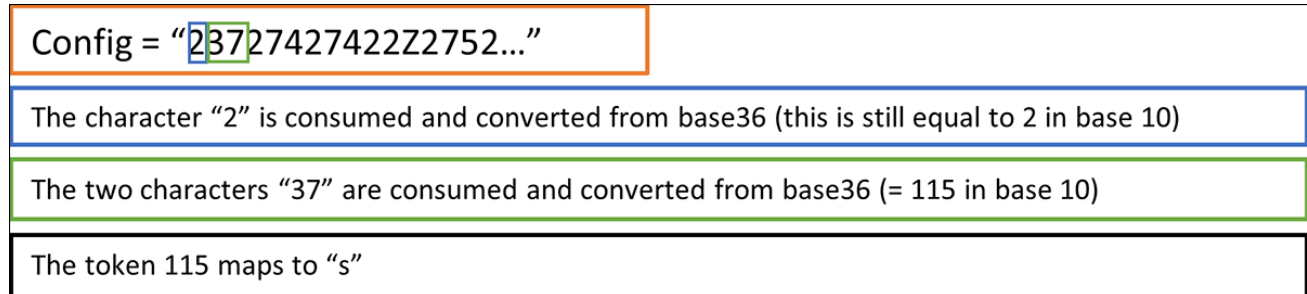 Config = “23727427422Z2752...”
The character “2” is consumed and converted from base36 (this is still equal to 2 in base 10)
The two characters “37” are consumed and converted from base36 (= 115 in base 10)
The token 115 maps to “s”